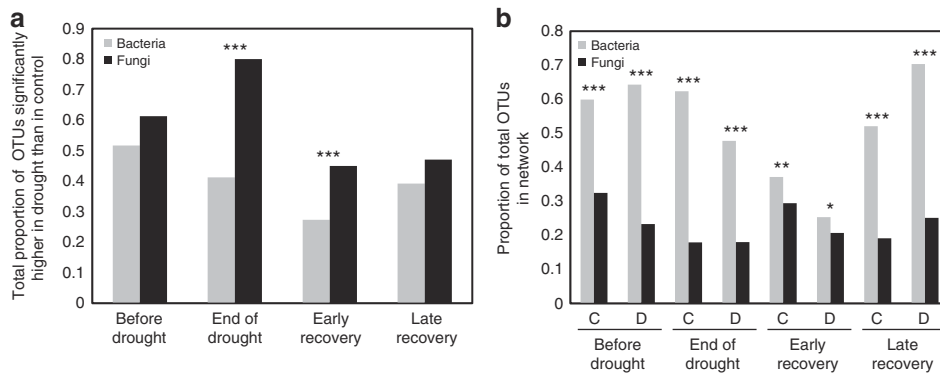 a
Total proportion of OTUs significantly
higher in drought than in control
0.9
0.8
0.7
0.6
0.5
0.4
0.3
0.2
0.1
0
Bacteria
Fungi
***
***
Before
drought
End of
drought
Early
recovery
Late
recovery
b
Proportion of total OTUs
in network
0.8
0.7
0.6
0.5
0.4
0.3
0.2
0.1
0
Bacteria
Fungi
*** *** *** *** ** * *** ***
C D C D C D C D
Before
drought
End of
drought
Early
recovery
Late
recovery